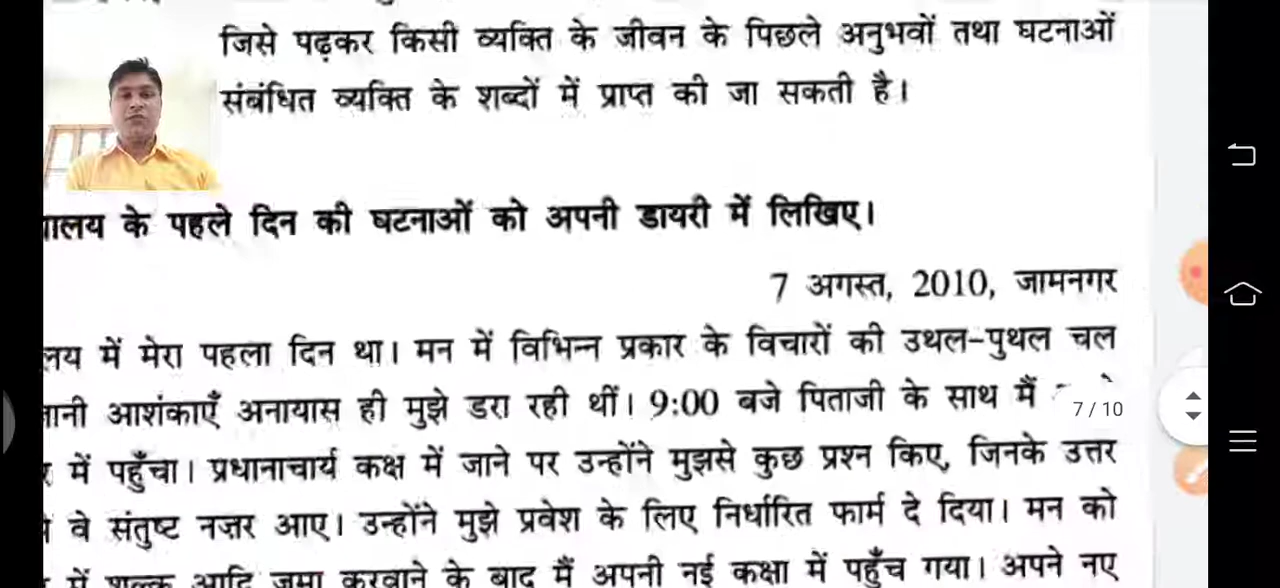 जिसे पढ़कर किसी व्यक्ति के जीवन के पिछले अनुभवों तथा घटनाओं
संबंधित व्यक्ति के शब्दों में प्राप्त की जा सकती है।
के पहले दिन की घटनाओं को अपनी डायरी में लिखिए।
7 अगस्त, 2010, जामनगर
में मेरा पहला दिन था। मन में विभिन्न प्रकार के विचारों की उथल-पुथल चल
आशंकाएँ अनायास ही मुझे डरा रही थीं। 9:00 बजे पिताजी के साथ मैं
7 / 10
में पहुँचा। प्रधानाचार्य कक्ष में जाने पर उन्होंने मुझसे कुछ प्रश्न किए, जिनके उत्तर
वे संतुष्ट नज़र आए। उन्होंने मुझे प्रवेश के लिए निर्धारित फार्म दे दिया। मन को
में शुल्क आदि जमा करवाने के बाद मैं अपनी नई कक्षा में पहुँच गया। अपने नए